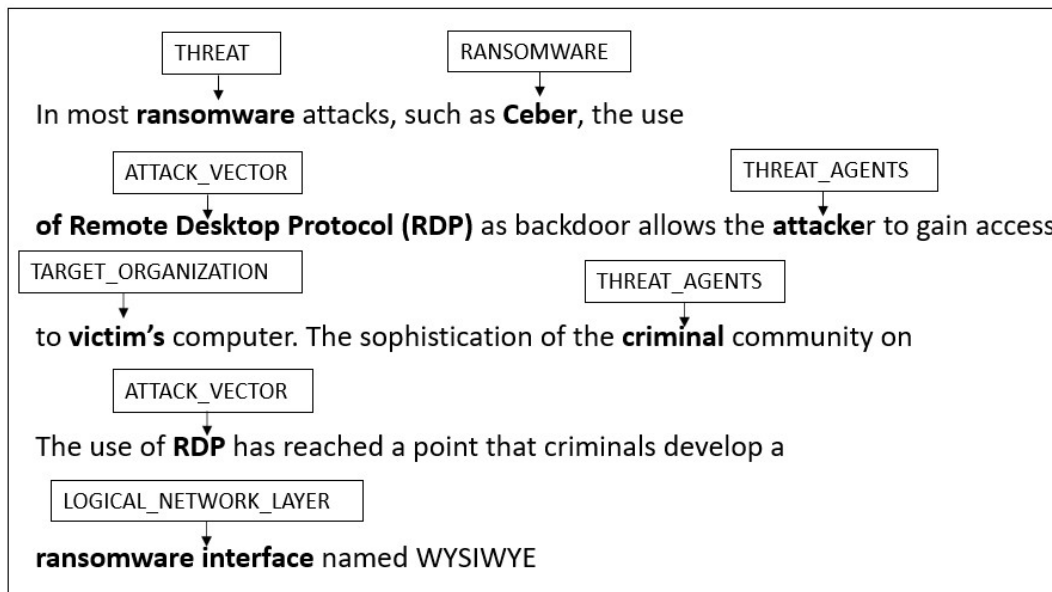 THREAT RANSOMWARE
In most ransomware attacks, such as Ceber, the use
ATTACK_VECTOR THREAT_AGENTS
of Remote Desktop Protocol (RDP) as backdoor allows the attacker to gain access
TARGET_ORGANIZATION THREAT_AGENTS
to victim’s computer. The sophistication of the criminal community on
ATTACK_VECTOR
The use of RDP has reached a point that criminals develop a
LOGICAL_NETWORK_LAYER
ransomware interface named WYSIWYE